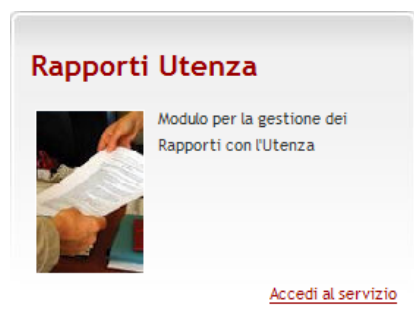 Rapporti Utenza
Modulo per la gestione dei
Rapporti con l'Utenza
Accedi al servizio